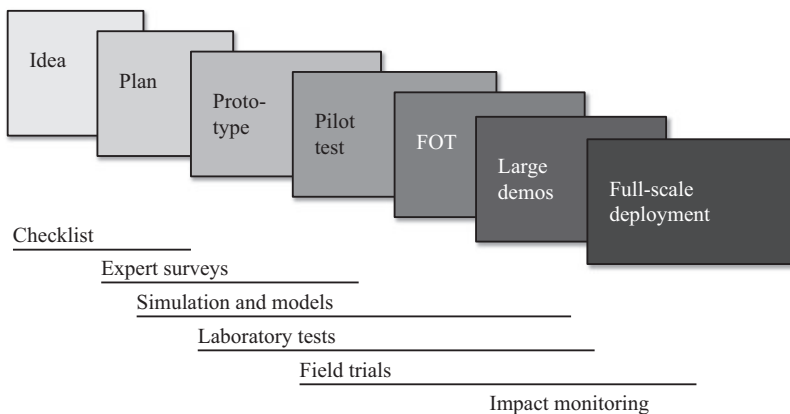 Idea
Plan
Proto-
type
Pilot
test
FOT
Large
demos
Full-scale
deployment
Checklist
Expert surveys
Simulation and models
Laboratory tests
Field trials
Impact monitoring